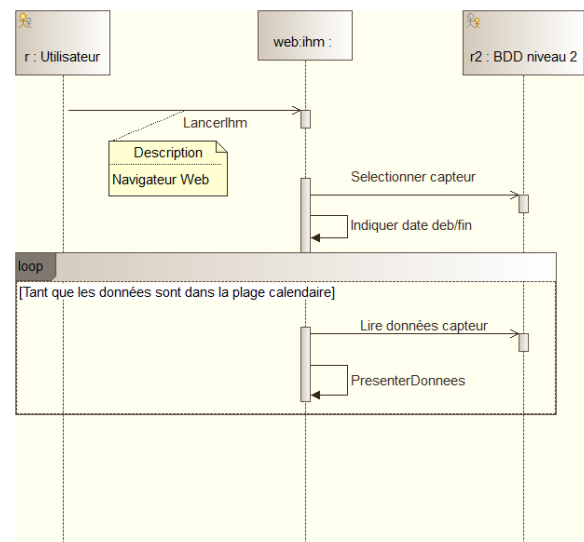 r : Utilisateur
web:ihm :
r2 : BDD niveau 2
LancerIhm
Description
Navigateur Web
Selectionner capteur
Indiquer date deb/fin
loop
[Tant que les données sont dans la plage calendaire]
Lire données capteur
PresenterDonnees